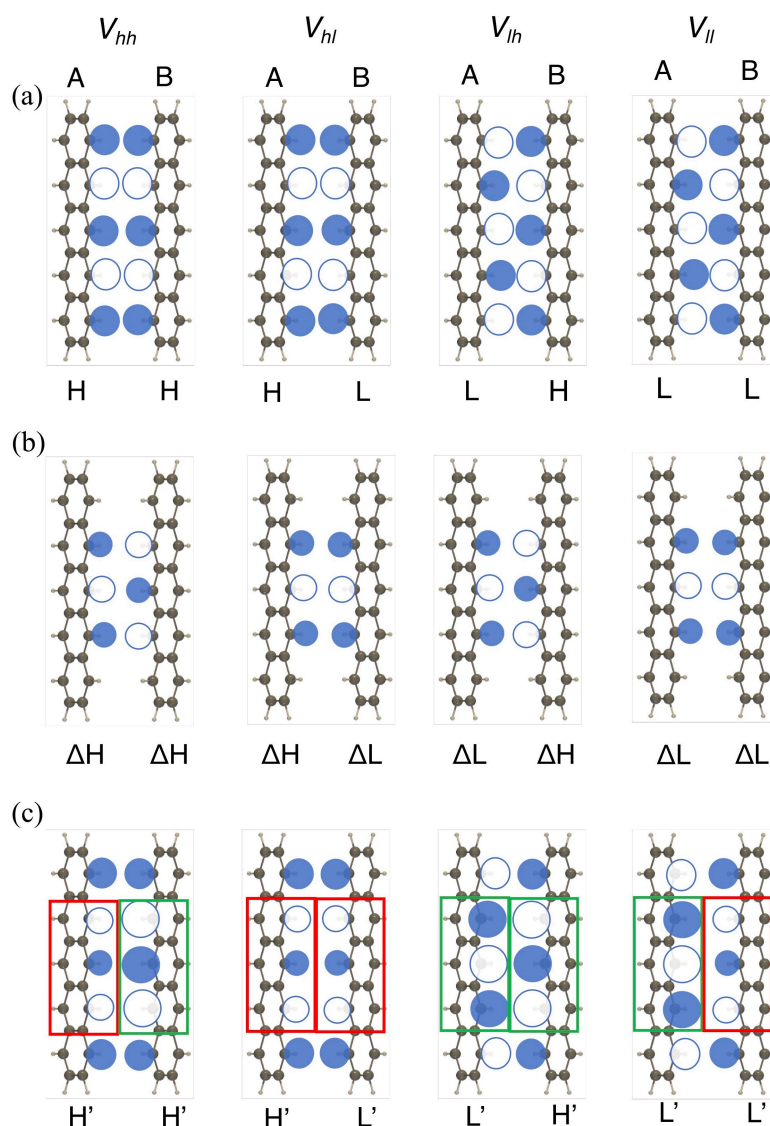 V_hh V_hl V_lh V_ll
A B A B A B A B
(a)
H H H L L H L L
(b)
ΔH ΔH ΔH ΔL ΔL ΔH ΔL ΔL
(c)
H’ H’ H’ L’ L’ H’ L’ L’